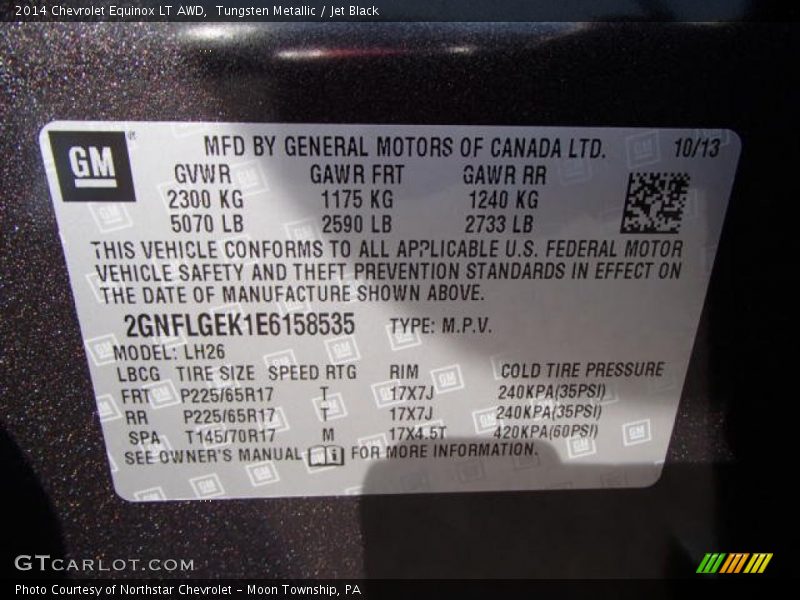 2014 Chevrolet Equinox LT AWD, Tungsten Metallic / Jet Black
GM
MFD BY GENERAL MOTORS OF CANADA LTD. 10/13
GVWR GAWR FRT GAWR RR
2300 KG 1175 KG 1240 KG
5070 LB 2590 LB 2733 LB
THIS VEHICLE CONFORMS TO ALL APPLICABLE U.S. FEDERAL MOTOR
VEHICLE SAFETY AND THEFT PREVENTION STANDARDS IN EFFECT ON
THE DATE OF MANUFACTURE SHOWN ABOVE.
2GNFLGEK1E6158535 TYPE: M.P.V.
MODEL: LH26
LBCG TIRE SIZE SPEED RTG RIM COLD TIRE PRESSURE
FRT P225/65R17 T 17X7J 240KPA(35PSI)
RR P225/65R17 T 17X7J 240KPA(35PSI)
SPA T145/70R17 M 17X4.5T 420KPA(60PSI)
SEE OWNER'S MANUAL FOR MORE INFORMATION.
GTCARLOT.COM
Photo Courtesy of Northstar Chevrolet - Moon Township, PA